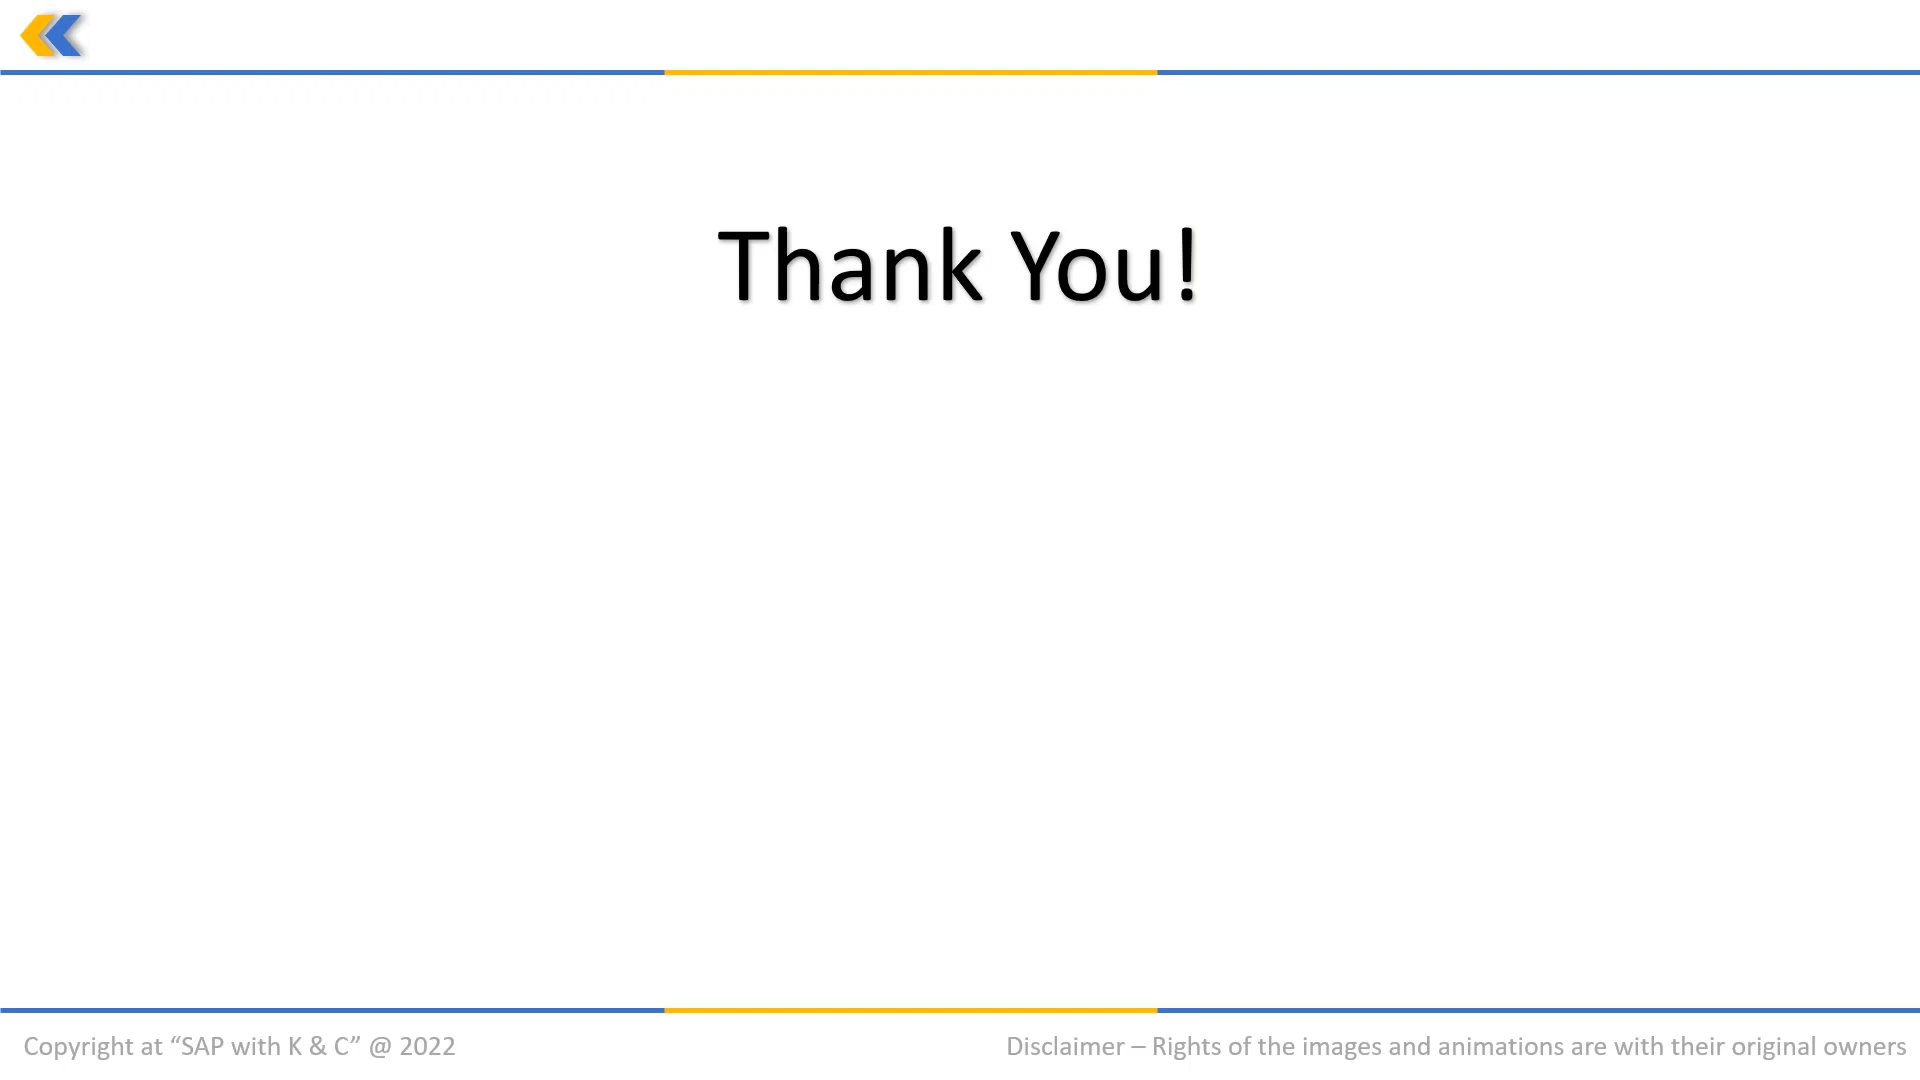 Thank You!
Copyright at “SAP with K & C” @ 2022
Disclaimer – Rights of the images and animations are with their original owners